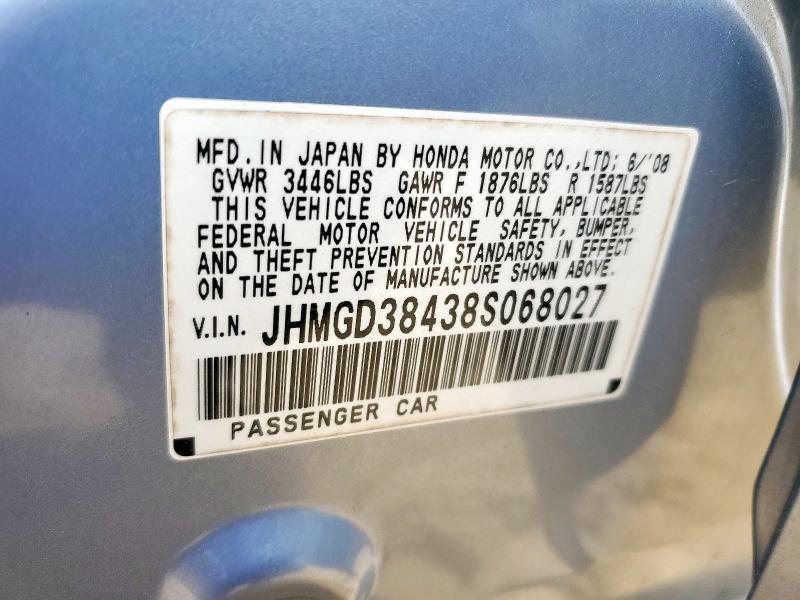 MFD. IN JAPAN BY HONDA MOTOR CO.,LTD; 6/'08
GVWR 3446LBS GAWR F 1876LBS R 1587LBS
THIS VEHICLE CONFORMS TO ALL APPLICABLE
FEDERAL MOTOR VEHICLE SAFETY, BUMPER,
AND THEFT PREVENTION STANDARDS IN EFFECT
ON THE DATE OF MANUFACTURE SHOWN ABOVE.
V.I.N. JHMGD38438S068027
PASSENGER CAR